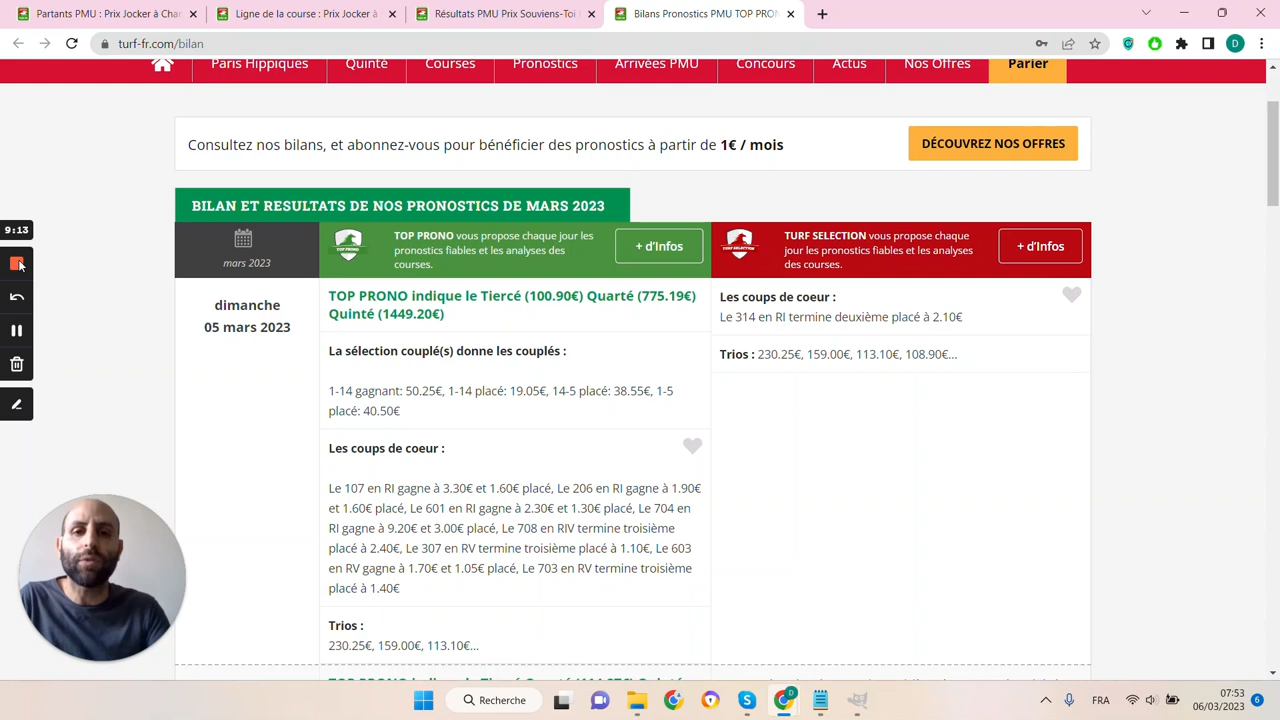 Partants PMU : Prix Jocker à Cha
Ligne de la course : Prix Jocker à
Résultats PMU Prix Souviens-Toi
Bilans Pronostics PMU TOP PRON
turf-fr.com/bilan
D
Paris Hippiques
Quinté
Courses
Pronostics
Arrivées PMU
Concours
Actus
Nos Offres
Parier
Consultez nos bilans, et abonnez-vous pour bénéficier des pronostics à partir de 1€ / mois
DÉCOUVREZ NOS OFFRES
BILAN ET RESULTATS DE NOS PRONOSTICS DE MARS 2023
9:13
mars 2023
TOP PRONO
TOP PRONO vous propose chaque jour les
pronostics fiables et les analyses des
courses.
+ d'Infos
TURF SELECTION
TURF SELECTION vous propose chaque
jour les pronostics fiables et les analyses
des courses.
+ d'Infos
dimanche
05 mars 2023
TOP PRONO indique le Tiercé (100.90€) Quarté (775.19€)
Quinté (1449.20€)
La sélection couplé(s) donne les couplés :
1-14 gagnant: 50.25€, 1-14 placé: 19.05€, 14-5 placé: 38.55€, 1-5
placé: 40.50€
Les coups de coeur :
Le 107 en RI gagne à 3.30€ et 1.60€ placé, Le 206 en RI gagne à 1.90€
et 1.60€ placé, Le 601 en RI gagne à 2.30€ et 1.30€ placé, Le 704 en
RI gagne à 9.20€ et 3.00€ placé, Le 708 en RIV termine troisième
placé à 2.40€, Le 307 en RV termine troisième placé à 1.10€, Le 603
en RV gagne à 1.70€ et 1.05€ placé, Le 703 en RV termine troisième
placé à 1.40€
Trios :
230.25€, 159.00€, 113.10€...
Les coups de coeur :
Le 314 en RI termine deuxième placé à 2.10€
Trios : 230.25€, 159.00€, 113.10€, 108.90€...
Recherche
D
FRA
07:53
06/03/2023
6